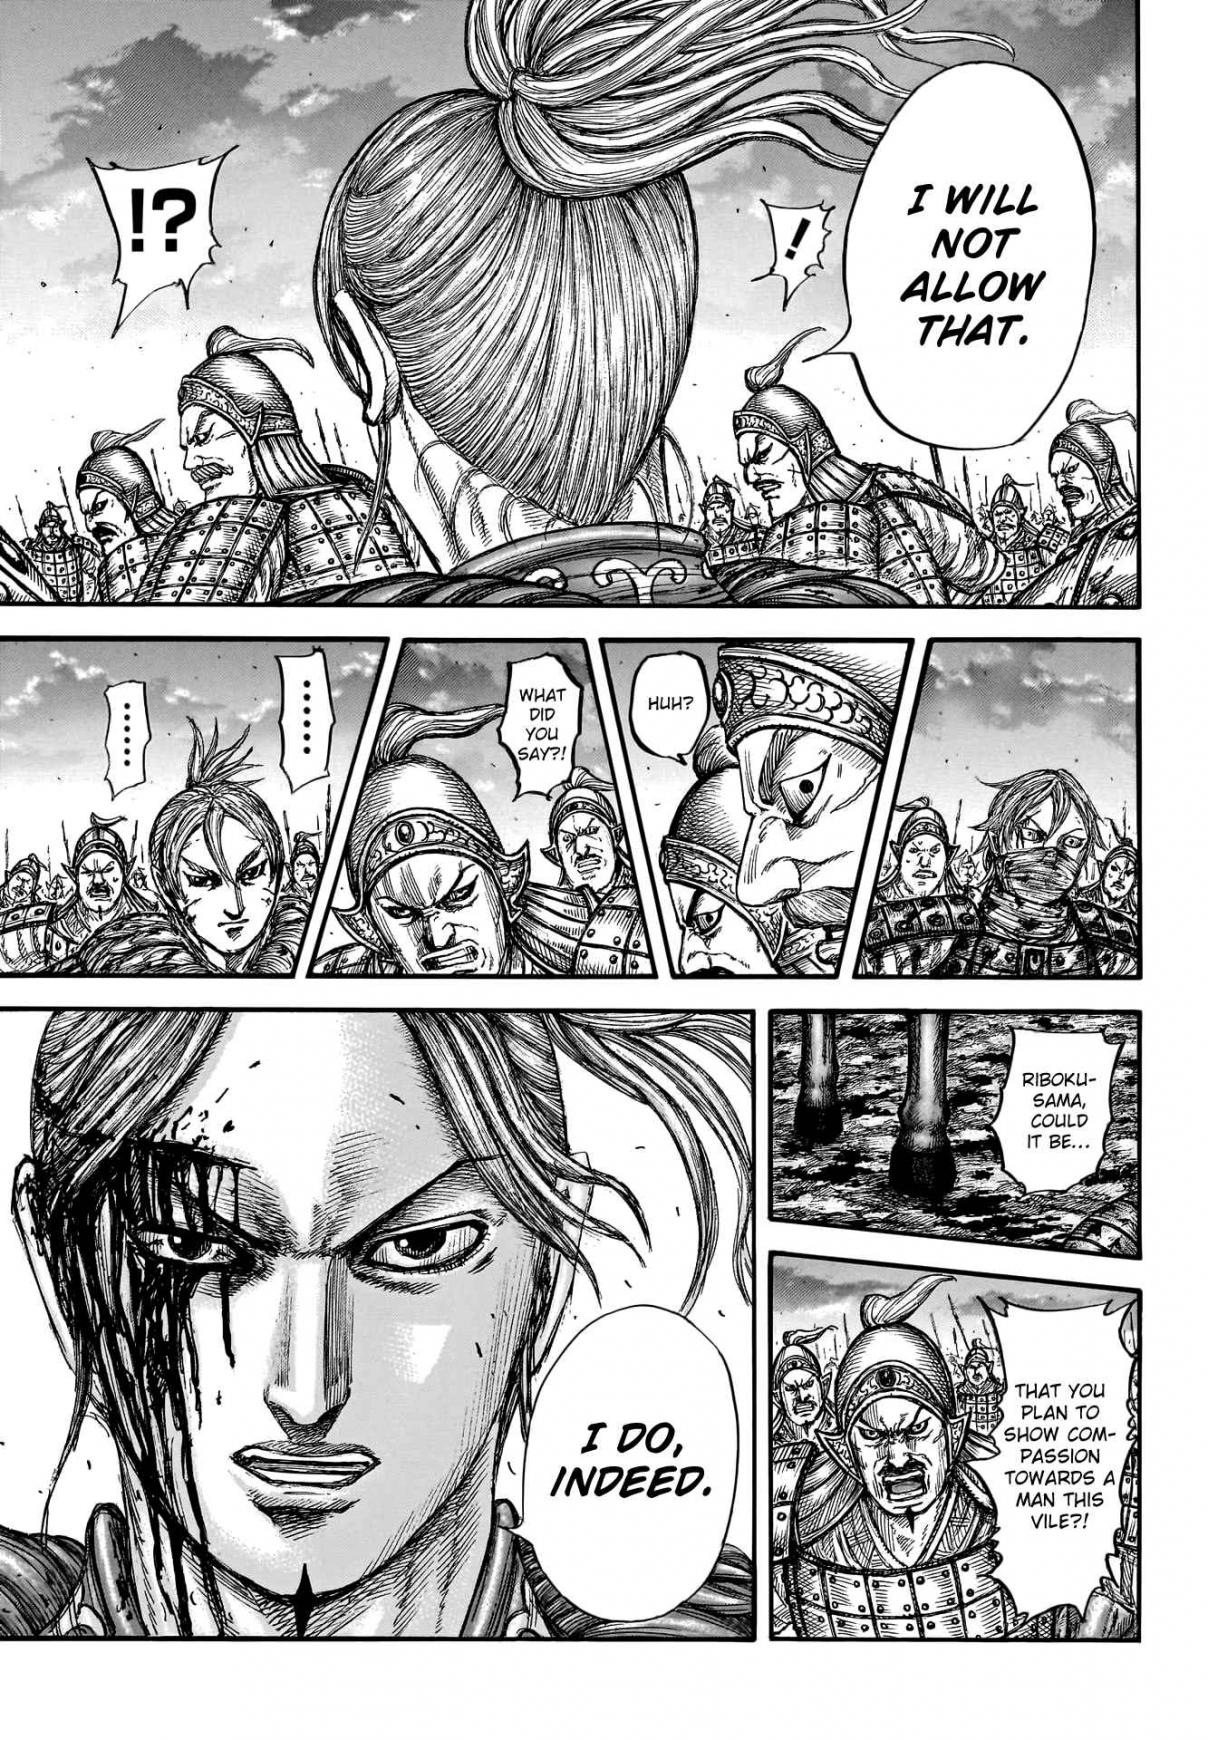 I WILL
NOT
ALLOW
THAT.
!
!?
HUH?
WHAT
DID
YOU
SAY?!
......
......
RIBOKU-
SAMA,
COULD
IT BE...
THAT YOU
PLAN TO
SHOW COM-
PASSION
TOWARDS A
MAN THIS
VILE?!
I DO,
INDEED.